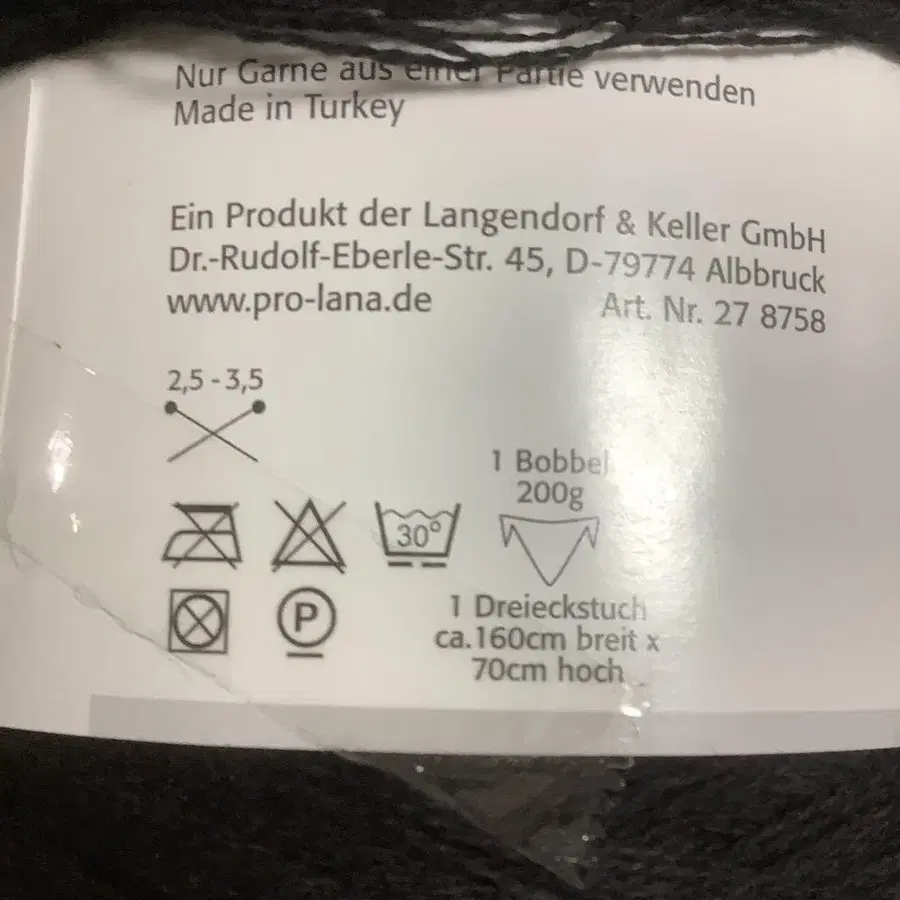 Nur Garne aus einer Partie verwenden
Made in Turkey
Ein Produkt der Langendorf & Keller GmbH
Dr.-Rudolf-Eberle-Str. 45, D-79774 Albbruck
www.pro-lana.de
Art. Nr. 27 8758
2,5 - 3,5
1 Bobbel
200g
30°
P
1 Dreieckstuch
ca.160cm breit x
70cm hoch